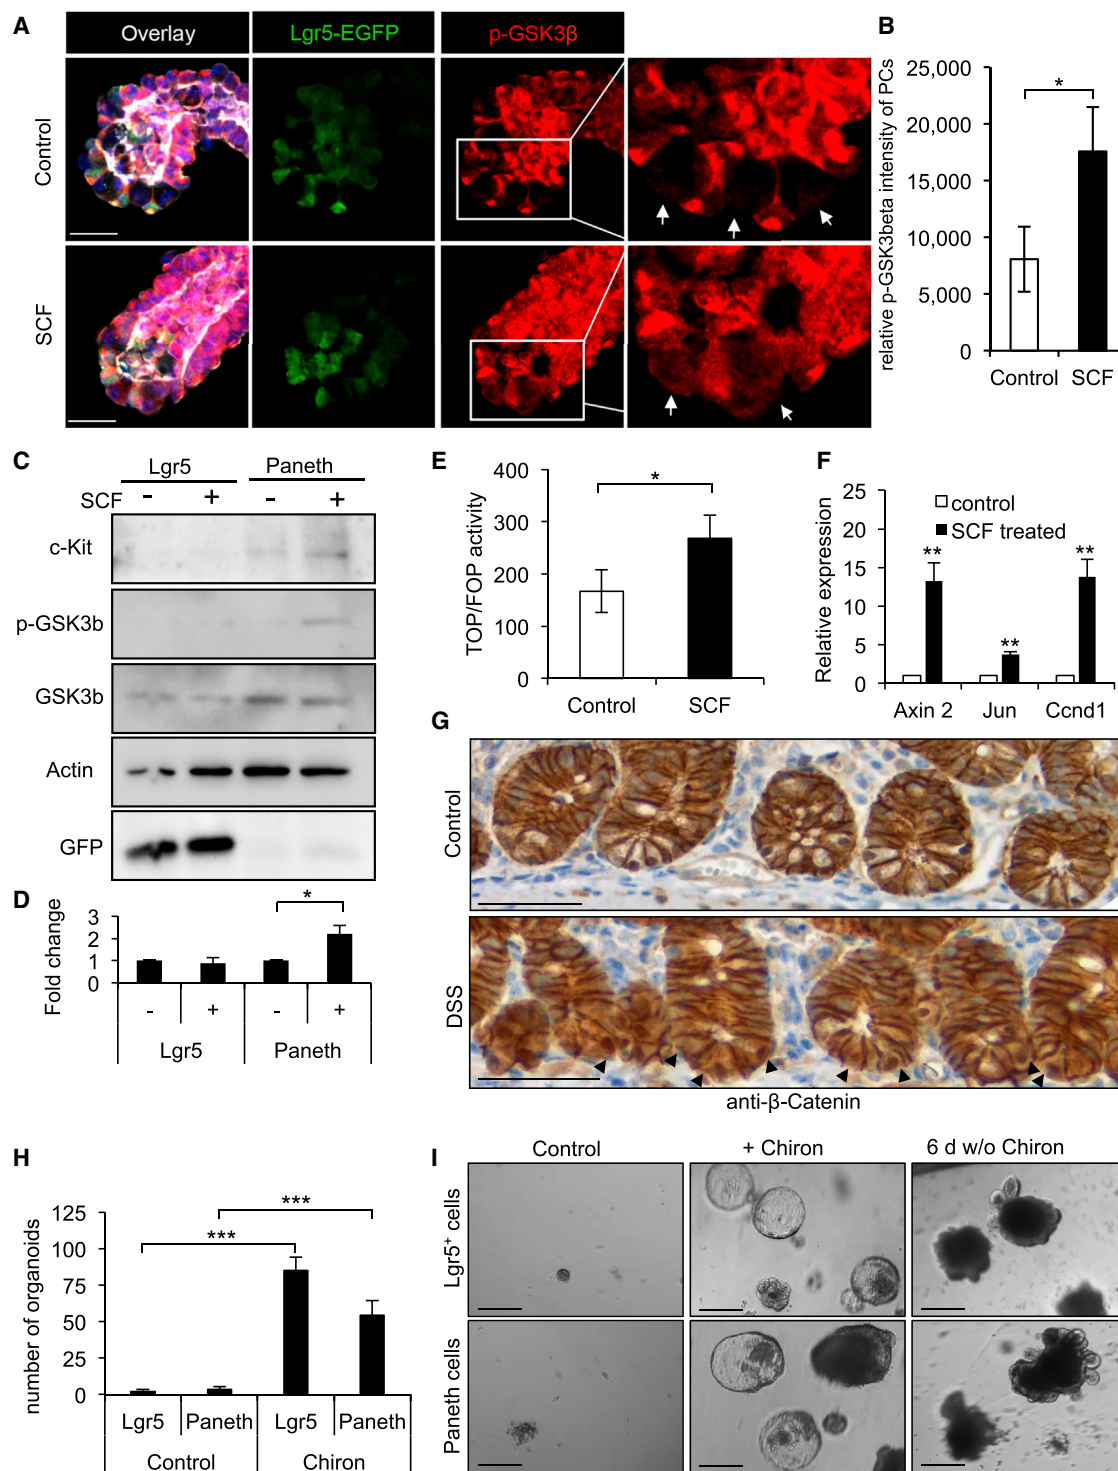 A
Overlay
Lgr5-EGFP
p-GSK3β
Control
SCF
B
relative p-GSK3beta intensity of PCs
25,000
20,000
15,000
10,000
5,000
0
*
Control SCF
C
Lgr5 Paneth
SCF - + - +
c-Kit
p-GSK3b
GSK3b
Actin
GFP
D
Fold change
3
2
1
0
*
- + - +
Lgr5 Paneth
E
TOP/FOP activity
400
300
200
100
0
*
Control SCF
F
Relative expression
25
20
15
10
5
0
control
SCF treated
** ** **
Axin 2 Jun Ccnd1
G
Control
DSS
anti-β-Catenin
H
number of organoids
125
100
75
50
25
0
*** ***
Lgr5 Paneth Lgr5 Paneth
Control Chiron
I
Control + Chiron 6 d w/o Chiron
Lgr5+ cells
Paneth cells